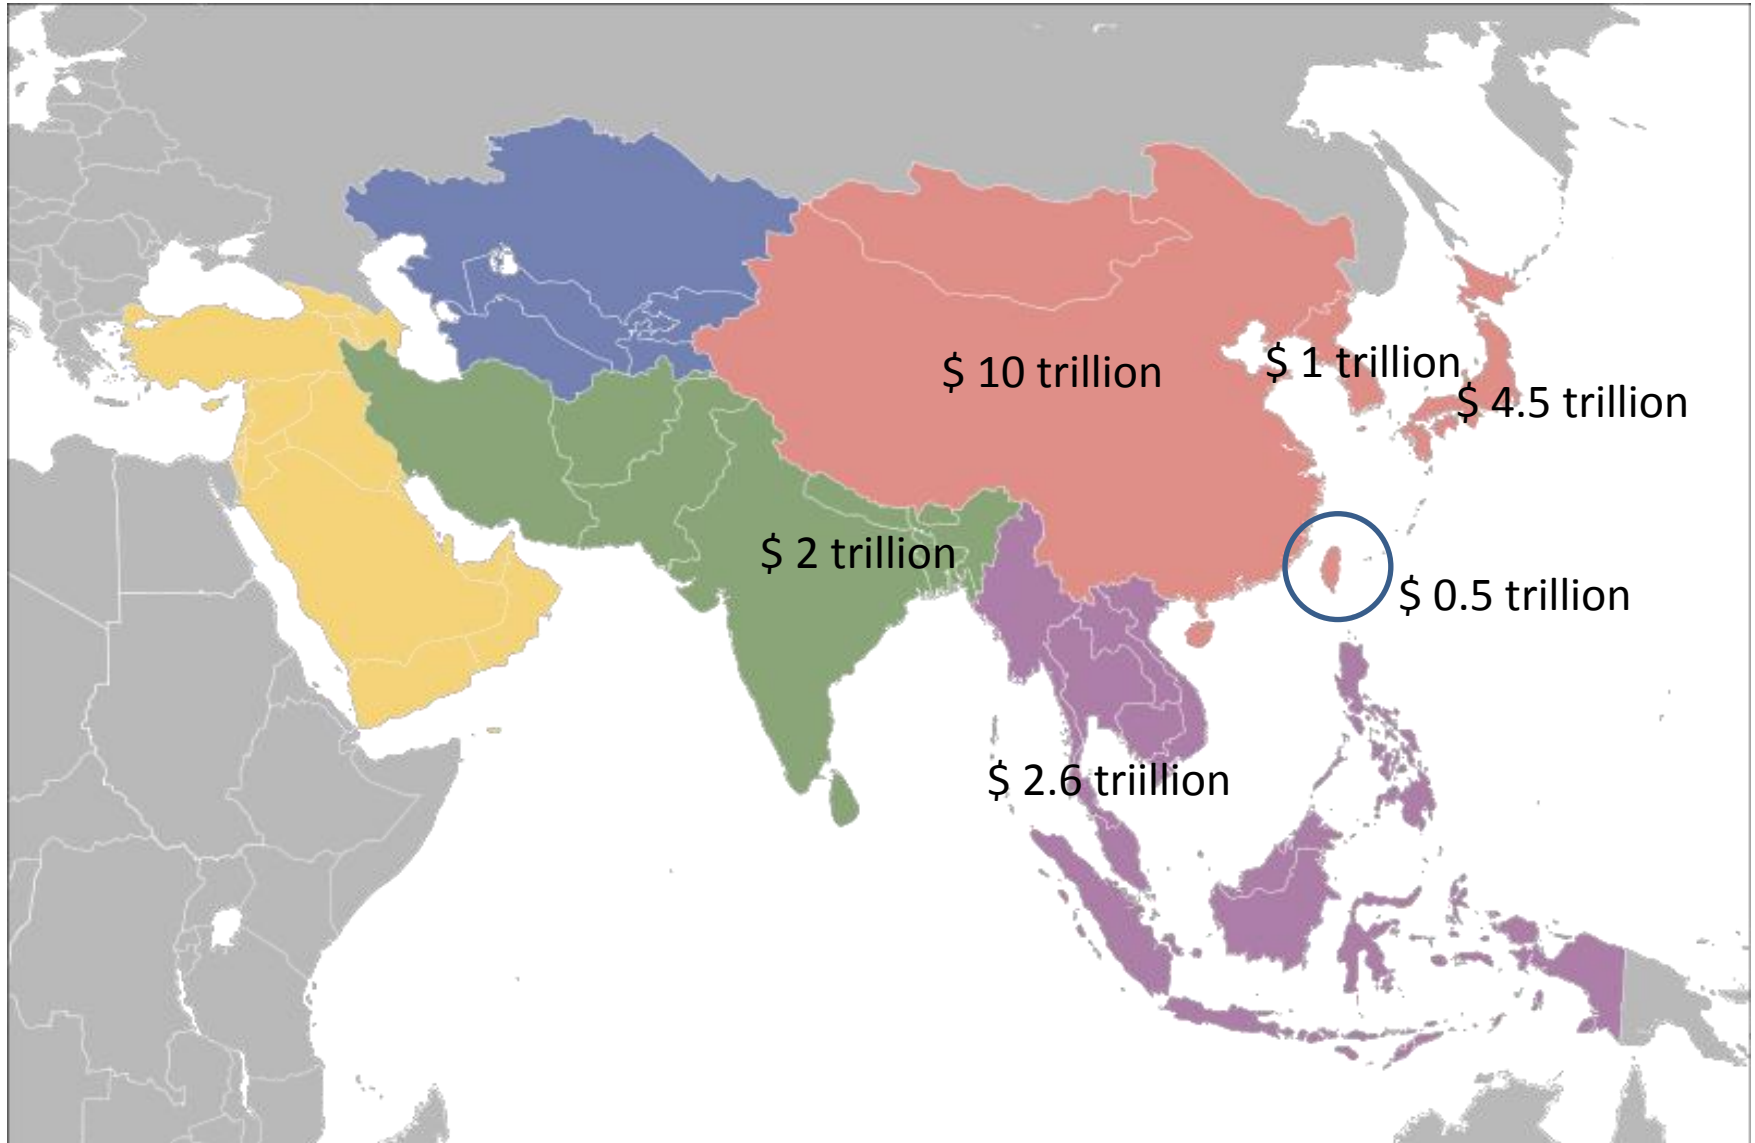 $ 10 trillion
$ 1 trillion
$ 4.5 trillion
$ 2 trillion
$ 0.5 trillion
$ 2.6 triillion